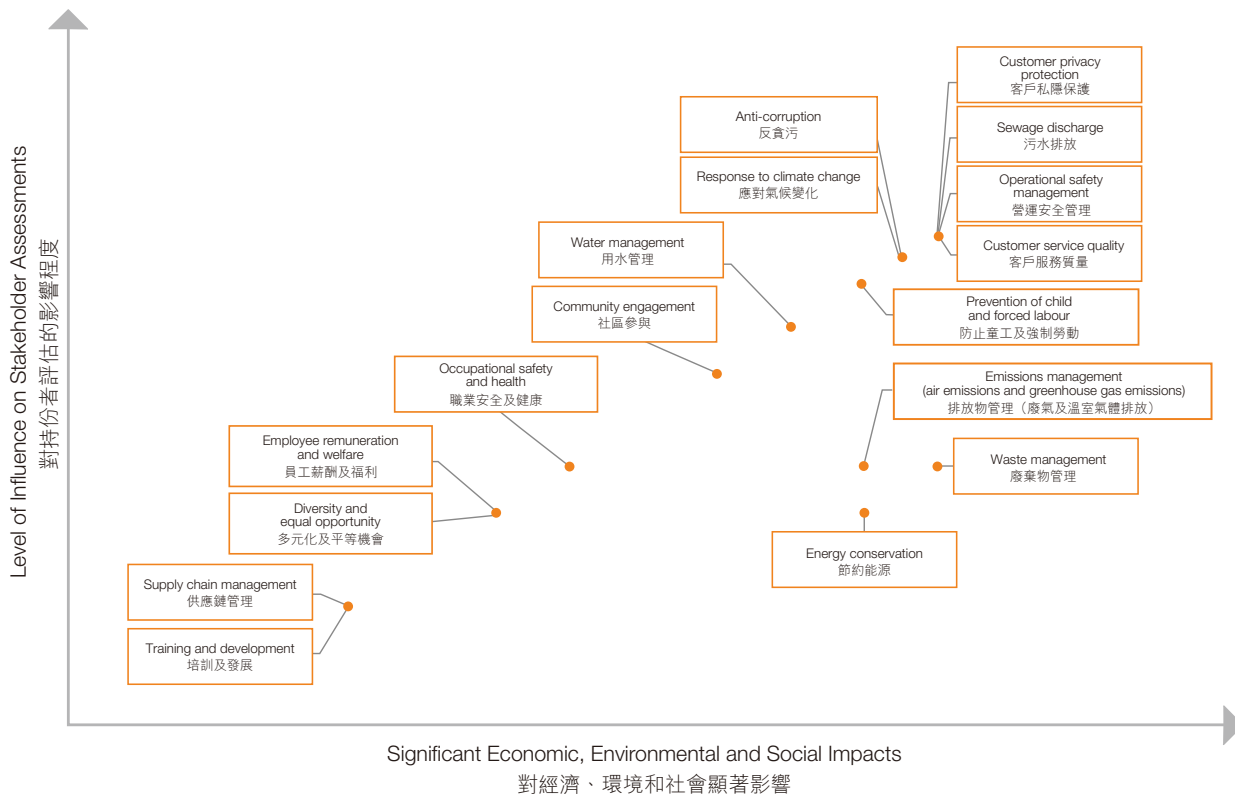 Level of Influence on Stakeholder Assessments
對持份者評估的影響程度
Customer privacy
protection
客戶私隱保護
Anti-corruption
反貪污
Sewage discharge
污水排放
Response to climate change
應對氣候變化
Operational safety
management
營運安全管理
Water management
用水管理
Customer service quality
客戶服務質量
Community engagement
社區參與
Prevention of child
and forced labour
防止童工及強制勞動
Occupational safety
and health
職業安全及健康
Emissions management
(air emissions and greenhouse gas emissions)
排放物管理（廢氣及溫室氣體排放）
Employee remuneration
and welfare
員工薪酬及福利
Waste management
廢棄物管理
Diversity and
equal opportunity
多元化及平等機會
Energy conservation
節約能源
Supply chain management
供應鏈管理
Training and development
培訓及發展
Significant Economic, Environmental and Social Impacts
對經濟、環境和社會顯著影響